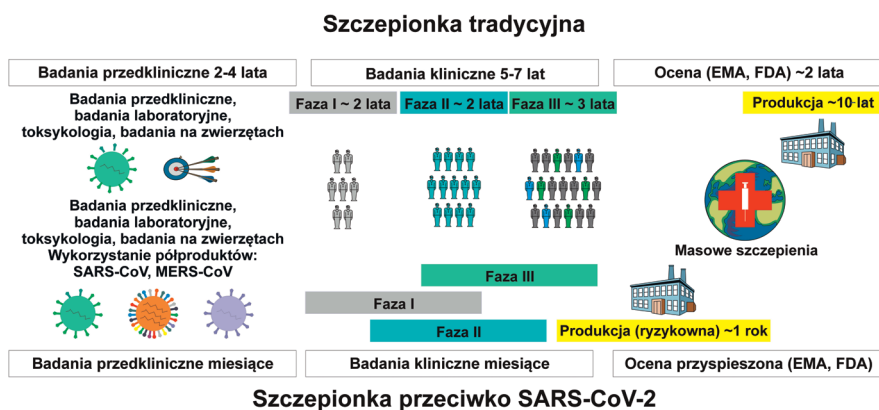 Szczepionka tradycyjna
Badania przedkliniczne 2-4 lata
Badania kliniczne 5-7 lat
Ocena (EMA, FDA) ~2 lata
Badania przedkliniczne,
badania laboratoryjne,
toksykologia, badania na zwierzętach
Faza I ~ 2 lata
Faza II ~ 2 lata
Faza III ~ 3 lata
Produkcja ~10 lat
Masowe szczepienia
Badania przedkliniczne,
badania laboratoryjne,
toksykologia, badania na zwierzętach
Wykorzystanie półproduktów:
SARS-CoV, MERS-CoV
Faza III
Faza I
Faza II
Produkcja (ryzykowna) ~1 rok
Badania przedkliniczne miesiące
Badania kliniczne miesiące
Ocena przyspieszona (EMA, FDA)
Szczepionka przeciwko SARS-CoV-2